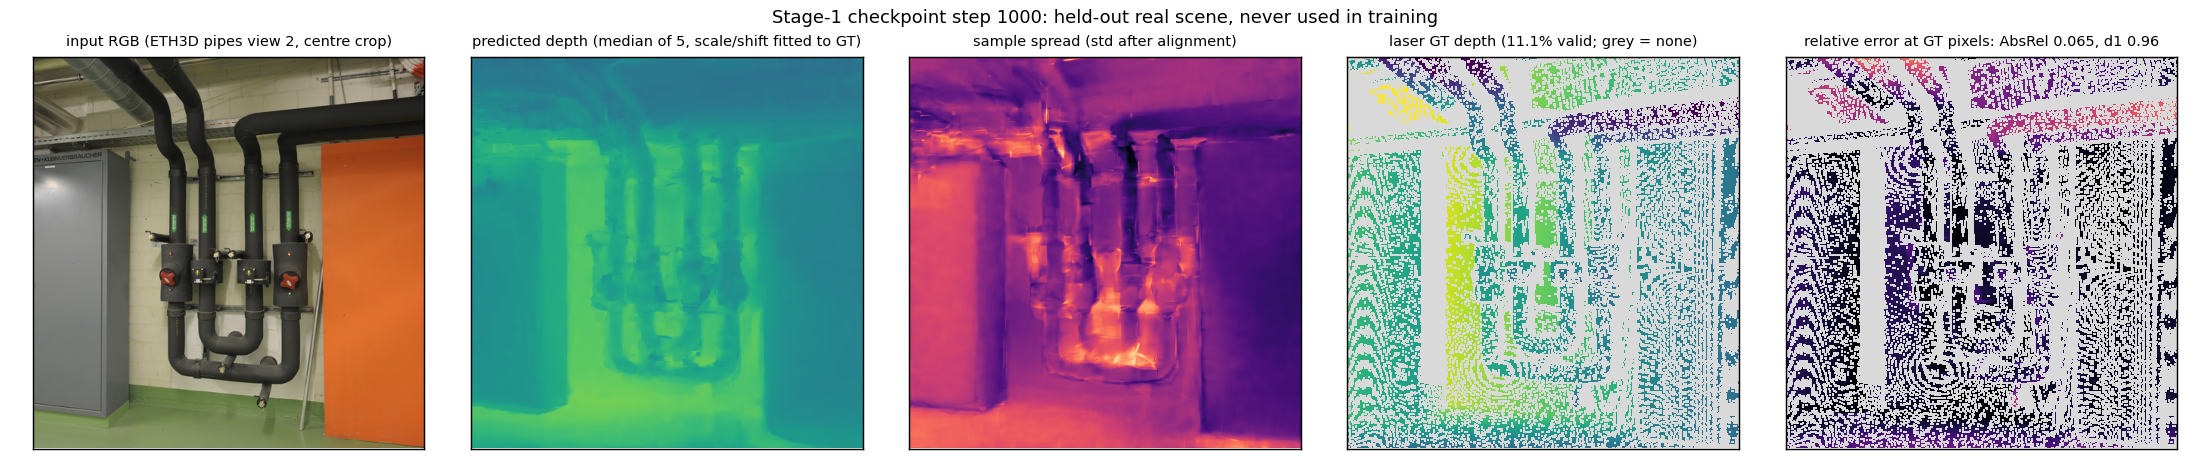 Stage-1 checkpoint step 1000: held-out real scene, never used in training
input RGB (ETH3D pipes view 2, centre crop)
predicted depth (median of 5, scale/shift fitted to GT)
sample spread (std after alignment)
laser GT depth (11.1% valid; grey = none)
relative error at GT pixels: AbsRel 0.065, d1 0.96